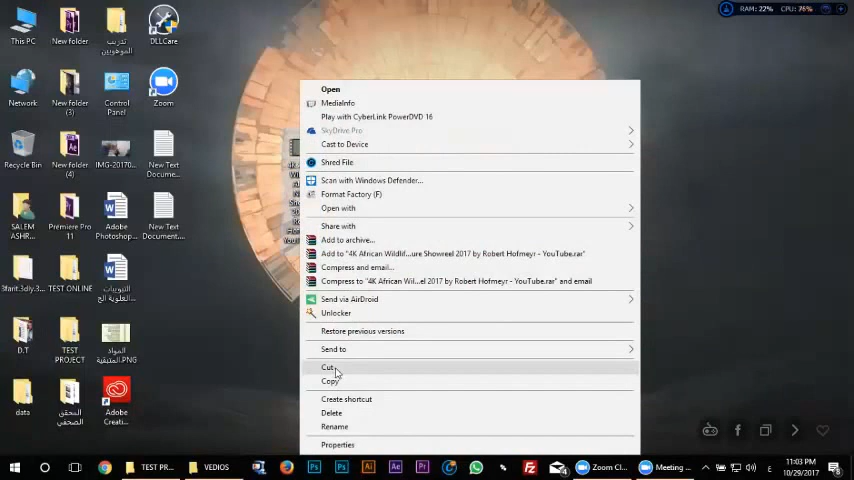 RAM: 22% CPU: 76%
This PC
New folder
تدريب
الموهوبين
DLLCare
Network
New folder
(3)
Control
Panel
Zoom
Recycle Bin
New folder
(4)
IMG-20170...
New Text
Docume...
SALEM
ASHR...
Premiere Pro
11
Adobe
Photoshop...
New Text
Document...
TEST ONLINE
التبويبات
العلوية الخ
D.T
TEST
PROJECT
المواد
المتبقية.PNG
data
المحقق
الصحفي
Adobe
Creati...
Open
MediaInfo
Play with CyberLink PowerDVD 16
SkyDrive Pro
Cast to Device
Shred File
Scan with Windows Defender...
Format Factory (F)
Open with
Share with
Add to archive...
Add to "4K African Wildlif...ure Showreel 2017 by Robert Hofmeyr - YouTube.rar"
Compress and email...
Compress to "4K African Wil...el 2017 by Robert Hofmeyr - YouTube.rar" and email
Send via AirDroid
Unlocker
Restore previous versions
Send to
Cut
Copy
Create shortcut
Delete
Rename
Properties
TEST PR...
VEDIOS
Zoom Cl...
Meeting ...
ع
11:03 PM
10/29/2017